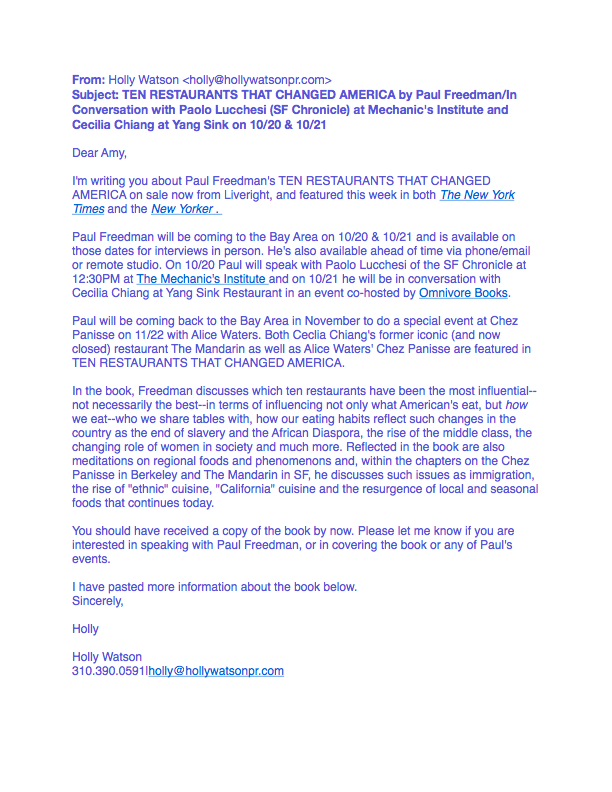 From: Holly Watson <holly@hollywatsonpr.com>
Subject: TEN RESTAURANTS THAT CHANGED AMERICA by Paul Freedman/In
Conversation with Paolo Lucchesi (SF Chronicle) at Mechanic's Institute and
Cecilia Chiang at Yang Sink on 10/20 & 10/21
Dear Amy,
I'm writing you about Paul Freedman's TEN RESTAURANTS THAT CHANGED
AMERICA on sale now from Liveright, and featured this week in both The New York
Times and the New Yorker .
Paul Freedman will be coming to the Bay Area on 10/20 & 10/21 and is available on
those dates for interviews in person. He's also available ahead of time via phone/email
or remote studio. On 10/20 Paul will speak with Paolo Lucchesi of the SF Chronicle at
12:30PM at The Mechanic's Institute and on 10/21 he will be in conversation with
Cecilia Chiang at Yang Sink Restaurant in an event co-hosted by Omnivore Books.
Paul will be coming back to the Bay Area in November to do a special event at Chez
Panisse on 11/22 with Alice Waters. Both Ceclia Chiang's former iconic (and now
closed) restaurant The Mandarin as well as Alice Waters' Chez Panisse are featured in
TEN RESTAURANTS THAT CHANGED AMERICA.
In the book, Freedman discusses which ten restaurants have been the most influential--
not necessarily the best--in terms of influencing not only what American's eat, but how
we eat--who we share tables with, how our eating habits reflect such changes in the
country as the end of slavery and the African Diaspora, the rise of the middle class, the
changing role of women in society and much more. Reflected in the book are also
meditations on regional foods and phenomenons and, within the chapters on the Chez
Panisse in Berkeley and The Mandarin in SF, he discusses such issues as immigration,
the rise of "ethnic" cuisine, "California" cuisine and the resurgence of local and seasonal
foods that continues today.
You should have received a copy of the book by now. Please let me know if you are
interested in speaking with Paul Freedman, or in covering the book or any of Paul's
events.
I have pasted more information about the book below.
Sincerely,
Holly
Holly Watson
310.390.0591|holly@hollywatsonpr.com